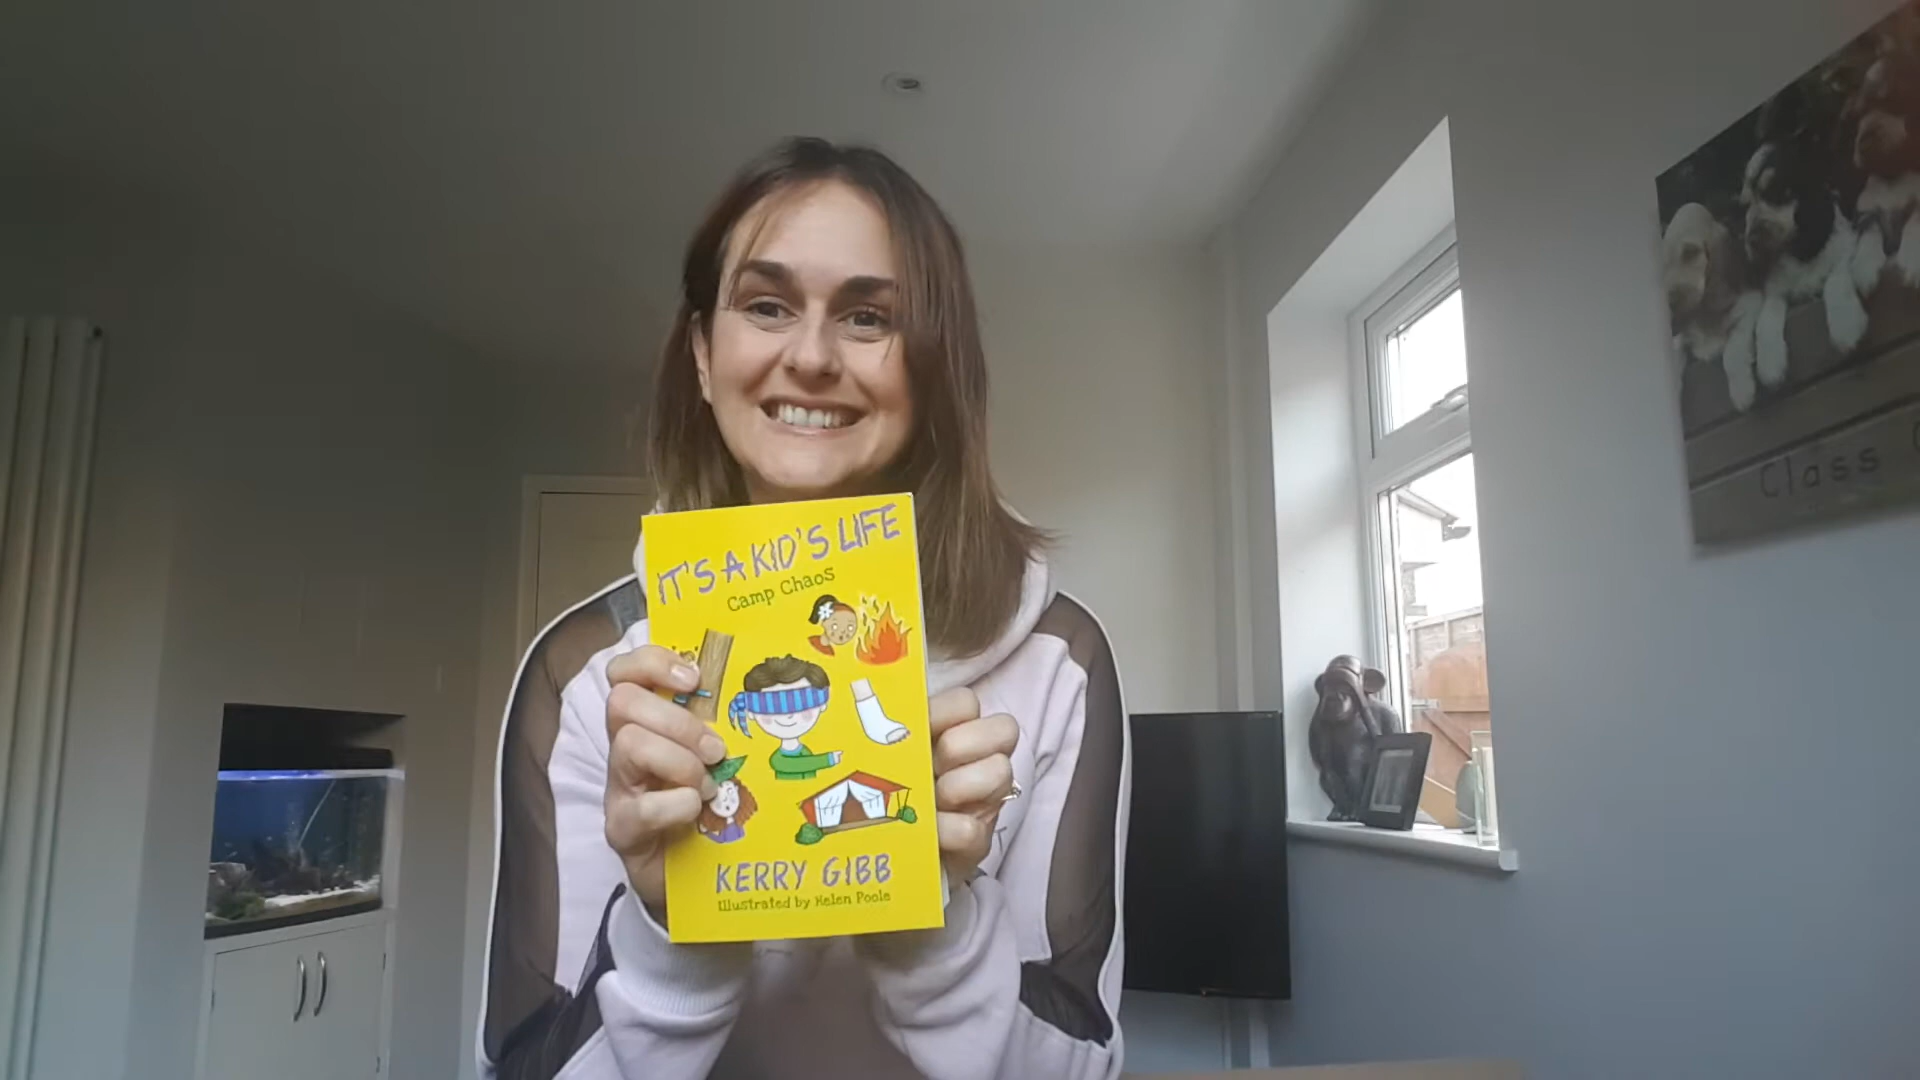 IT'S A KID'S LIFE
Camp Chaos
KERRY GIBB
Illustrated by Helen Poole
Class